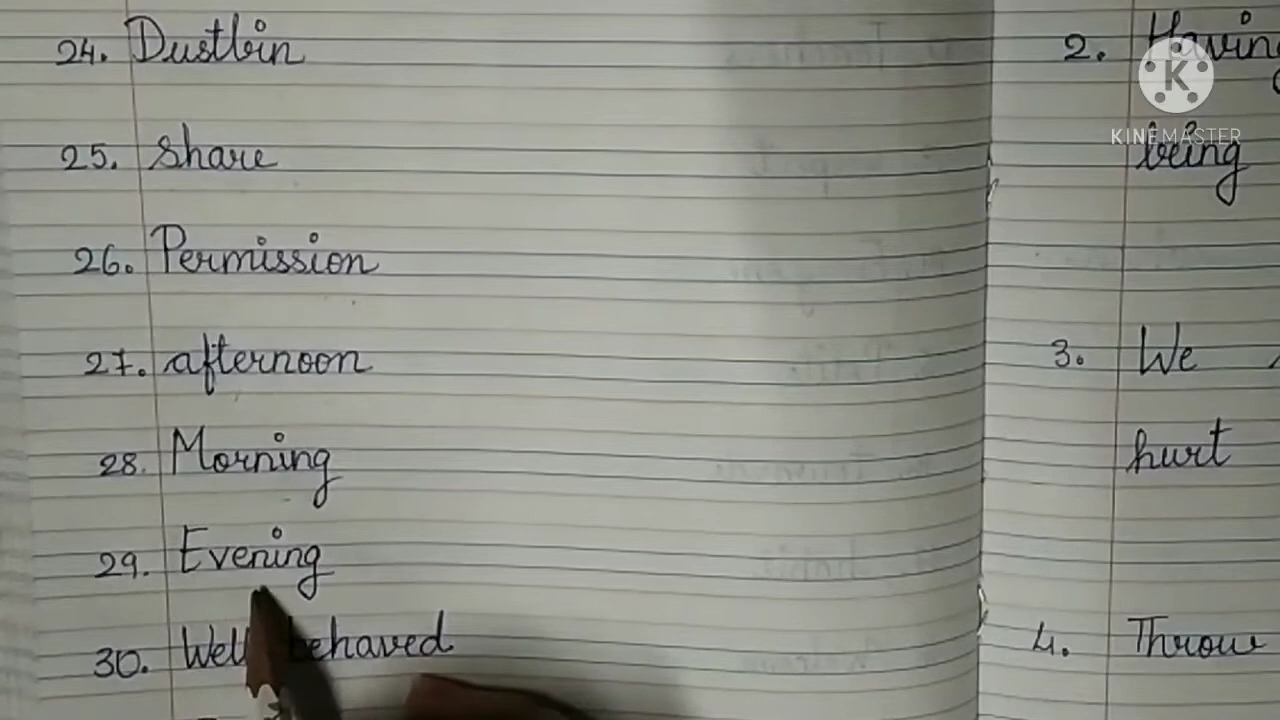 24. Dustbin
25. share
26. Permission
27. afternoon
28. Morning
29. Evening
30. Well behaved
2. Having
being
3. We
hurt
4. Throw
KINEMASTER